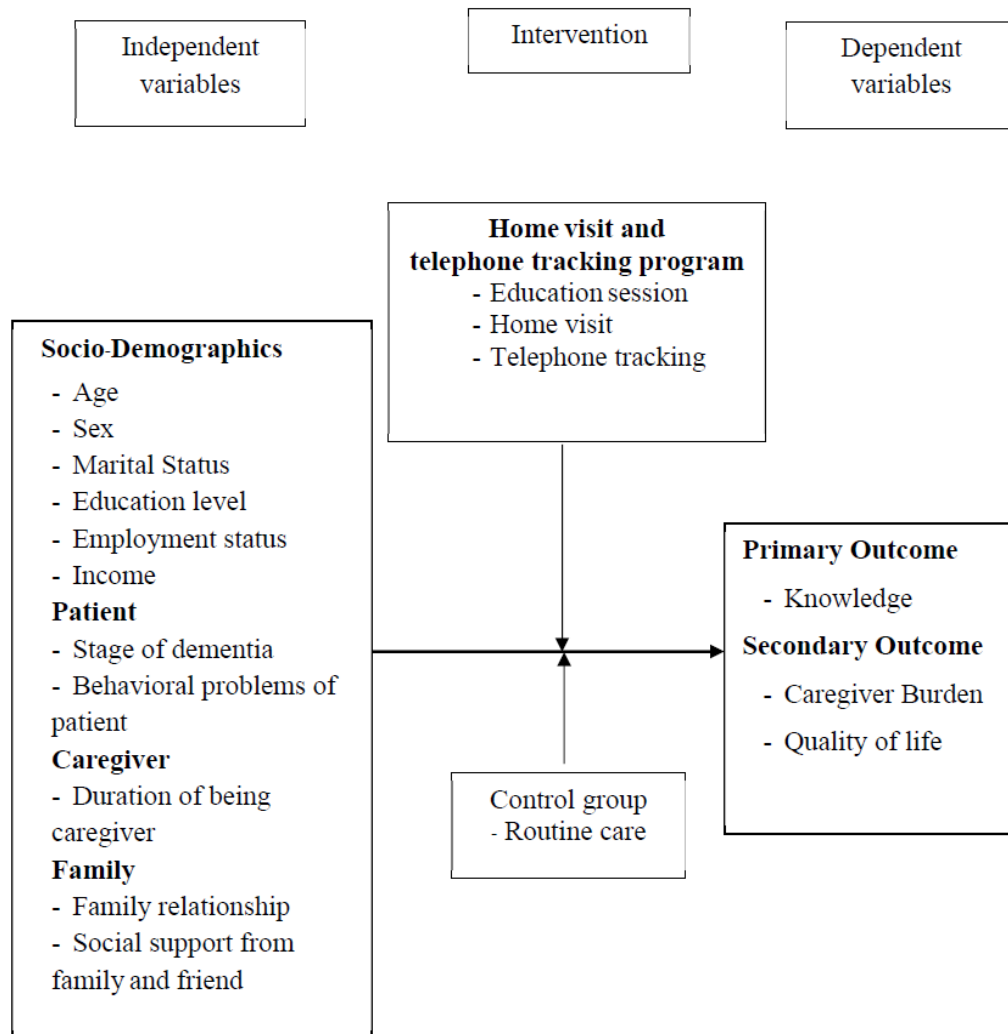 Independent
variables
Intervention
Dependent
variables
Home visit and
telephone tracking program
- Education session
- Home visit
- Telephone tracking
Socio-Demographics
- Age
- Sex
- Marital Status
- Education level
- Employment status
- Income
Patient
- Stage of dementia
- Behavioral problems of
patient
Caregiver
- Duration of being
caregiver
Family
- Family relationship
- Social support from
family and friend
Control group
- Routine care
Primary Outcome
- Knowledge
Secondary Outcome
- Caregiver Burden
- Quality of life